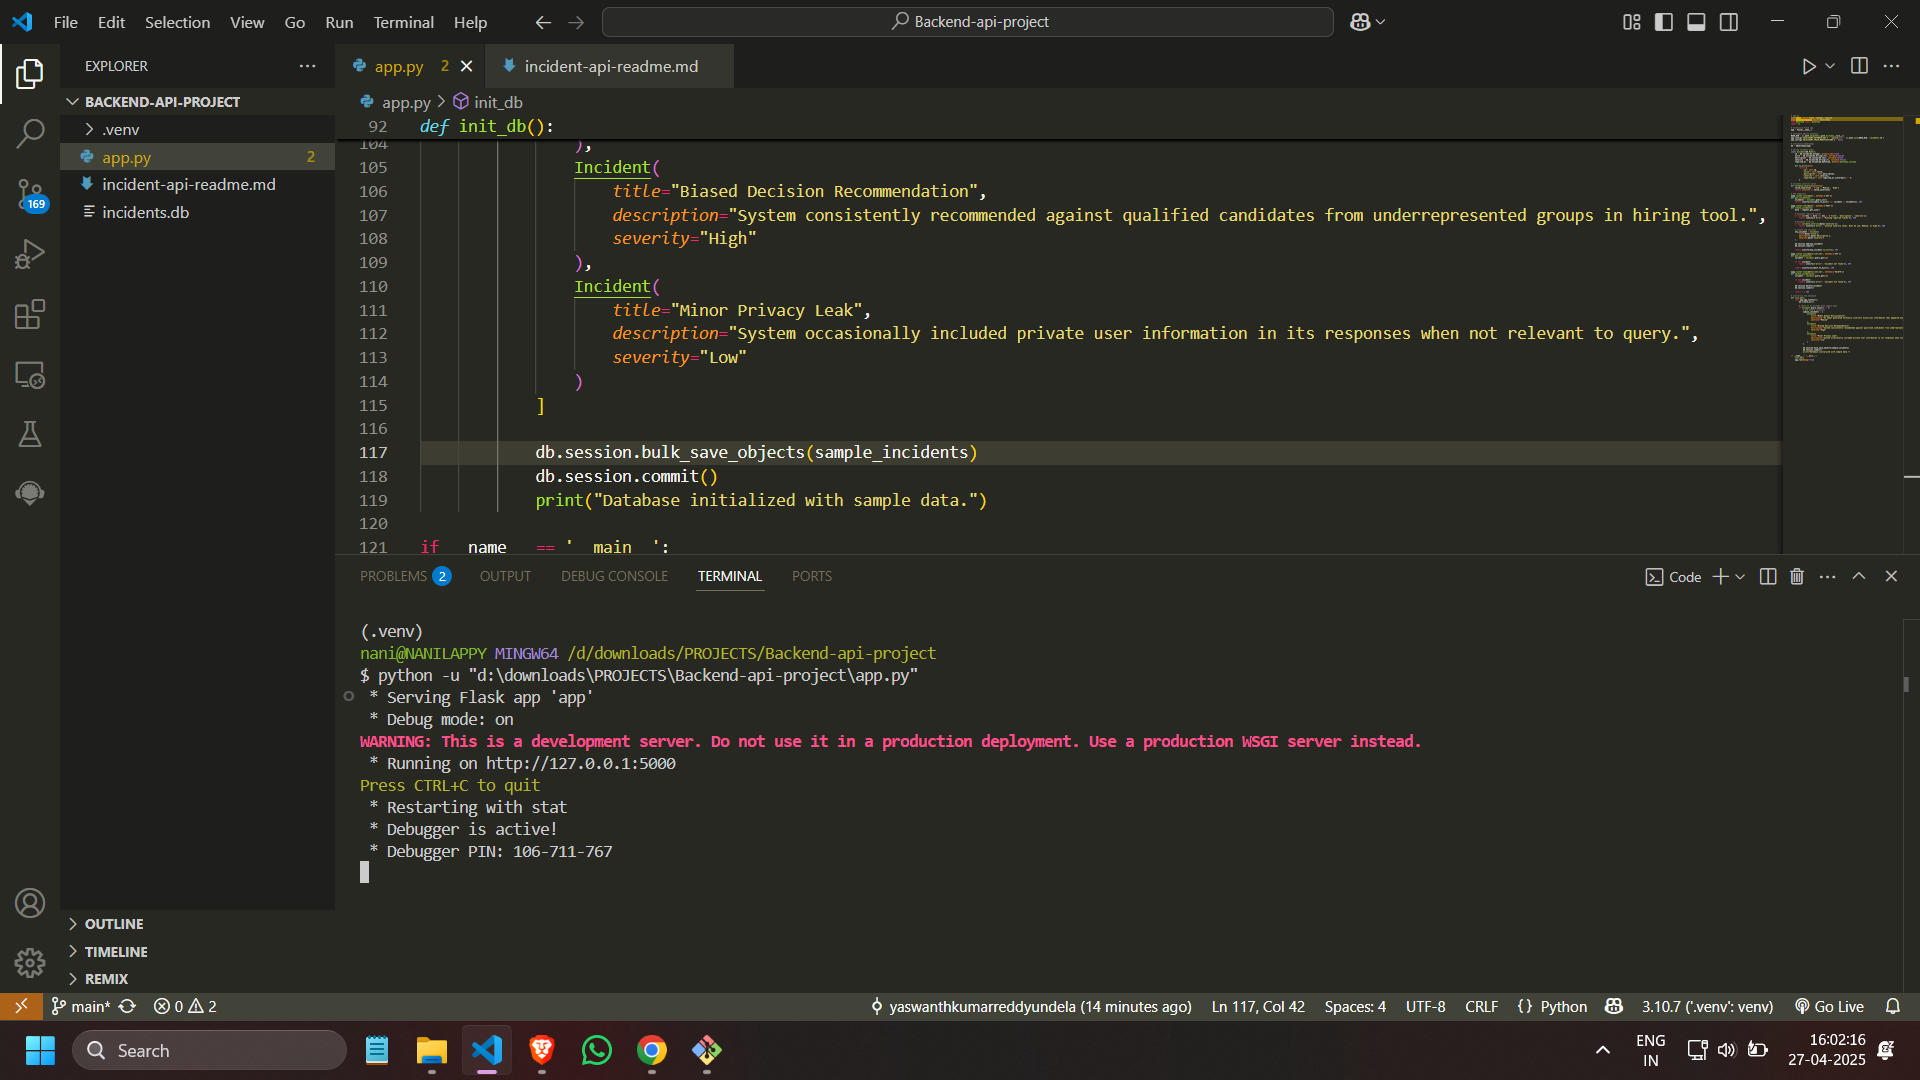 File Edit Selection View Go Run Terminal Help
Backend-api-project
EXPLORER
BACKEND-API-PROJECT
.venv
app.py 2
incident-api-readme.md
incidents.db
OUTLINE
TIMELINE
REMIX
169
app.py 2
incident-api-readme.md
app.py > init_db
92 def init_db():
104 ),
105 Incident(
106 title="Biased Decision Recommendation",
107 description="System consistently recommended against qualified candidates from underrepresented groups in hiring tool.",
108 severity="High"
109 ),
110 Incident(
111 title="Minor Privacy Leak",
112 description="System occasionally included private user information in its responses when not relevant to query.",
113 severity="Low"
114 )
115 ]
116
117 db.session.bulk_save_objects(sample_incidents)
118 db.session.commit()
119 print("Database initialized with sample data.")
120
121 if __name__ == '__main__':
PROBLEMS 2 OUTPUT DEBUG CONSOLE TERMINAL PORTS
Code
(.venv)
nani@NANILAPPY MINGW64 /d/downloads/PROJECTS/Backend-api-project
$ python -u "d:\downloads\PROJECTS\Backend-api-project\app.py"
* Serving Flask app 'app'
* Debug mode: on
WARNING: This is a development server. Do not use it in a production deployment. Use a production WSGI server instead.
* Running on http://127.0.0.1:5000
Press CTRL+C to quit
* Restarting with stat
* Debugger is active!
* Debugger PIN: 106-711-767
main* 0 2 yaswanthkumarreddyundela (14 minutes ago) Ln 117, Col 42 Spaces: 4 UTF-8 CRLF {} Python 3.10.7 ('.venv': venv) Go Live
Search
ENG
IN
16:02:16
27-04-2025